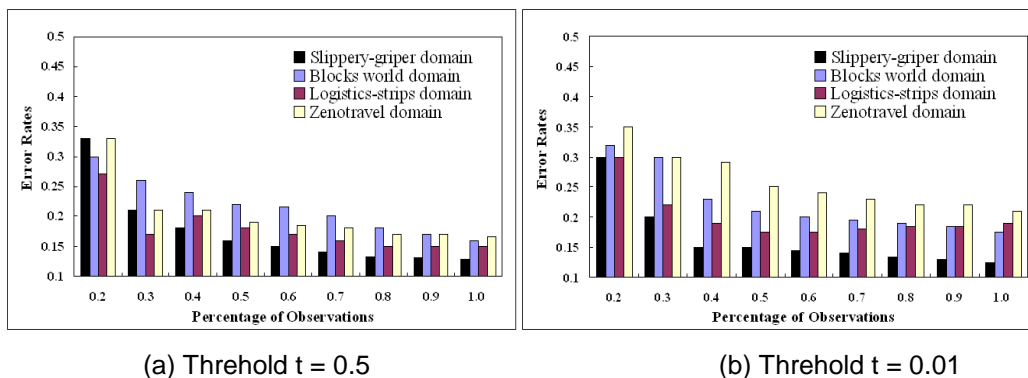 0.5
0.45
0.4
0.35
0.3
0.25
0.2
0.15
0.1
Error Rates
Slippery-griper domain
Blocks world domain
Logistics-strips domain
Zenotravel domain
0.2 0.3 0.4 0.5 0.6 0.7 0.8 0.9 1.0
Percentage of Observations
(a) Threhold t = 0.5
0.5
0.45
0.4
0.35
0.3
0.25
0.2
0.15
0.1
Error Rates
Slippery-griper domain
Blocks world domain
Logistics-strips domain
Zenotravel domain
0.2 0.3 0.4 0.5 0.6 0.7 0.8 0.9 1.0
Percentage of Observations
(b) Threhold t = 0.01